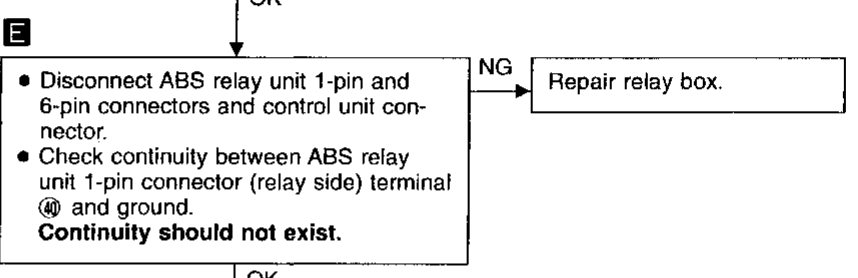 OK
E
● Disconnect ABS relay unit 1-pin and
6-pin connectors and control unit con-
nector.
● Check continuity between ABS relay
unit 1-pin connector (relay side) terminal
㊵ and ground.
Continuity should not exist.
NG
Repair relay box.
OK